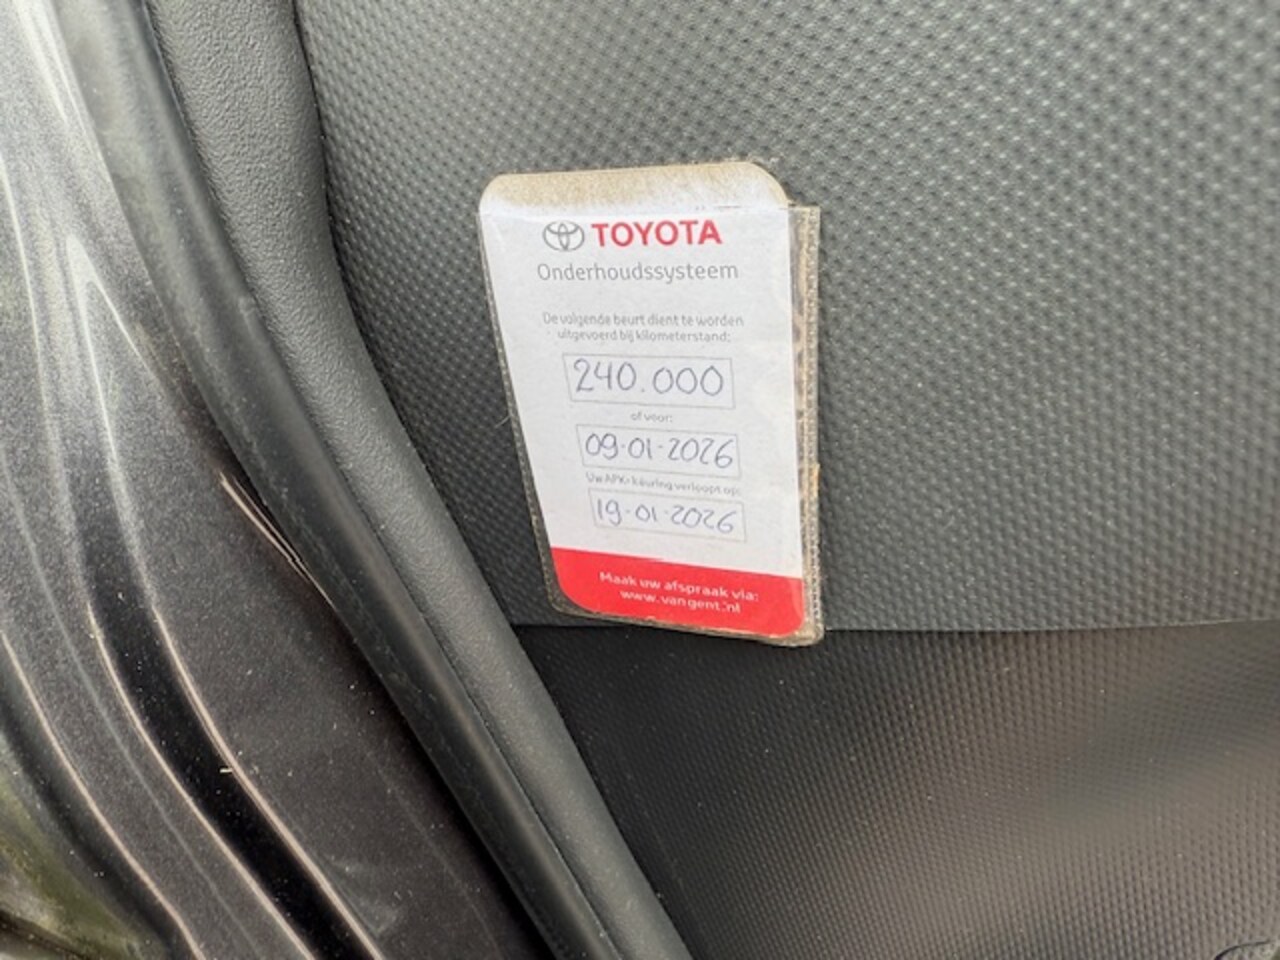 TOYOTA
Onderhoudssysteem
De volgende beurt dient te worden
uitgevoerd bij kilometerstand:
240.000
of voor:
09-01-2026
Uw APK-keuring verloopt op:
19-01-2026
Maak uw afspraak via:
www.vangent.nl